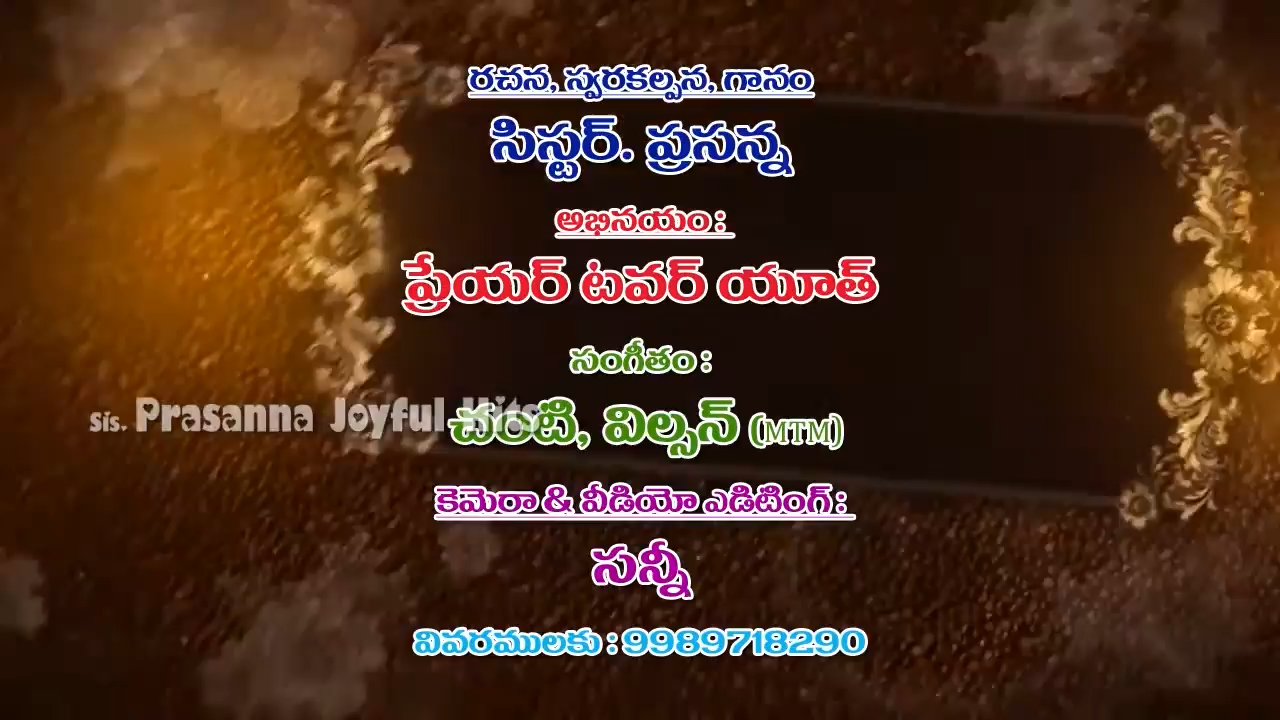 రచన, స్వరకల్పన, గానం
సిస్టర్. ప్రసన్న
అభినయం :
ప్రేయర్ టవర్ యూత్
సంగీతం :
Sis. Prasanna Joyful Hits
చంటి, విల్సన్ (MTM)
కెమెరా & వీడియో ఎడిటింగ్ :
సన్నీ
వివరములకు : 9989718290